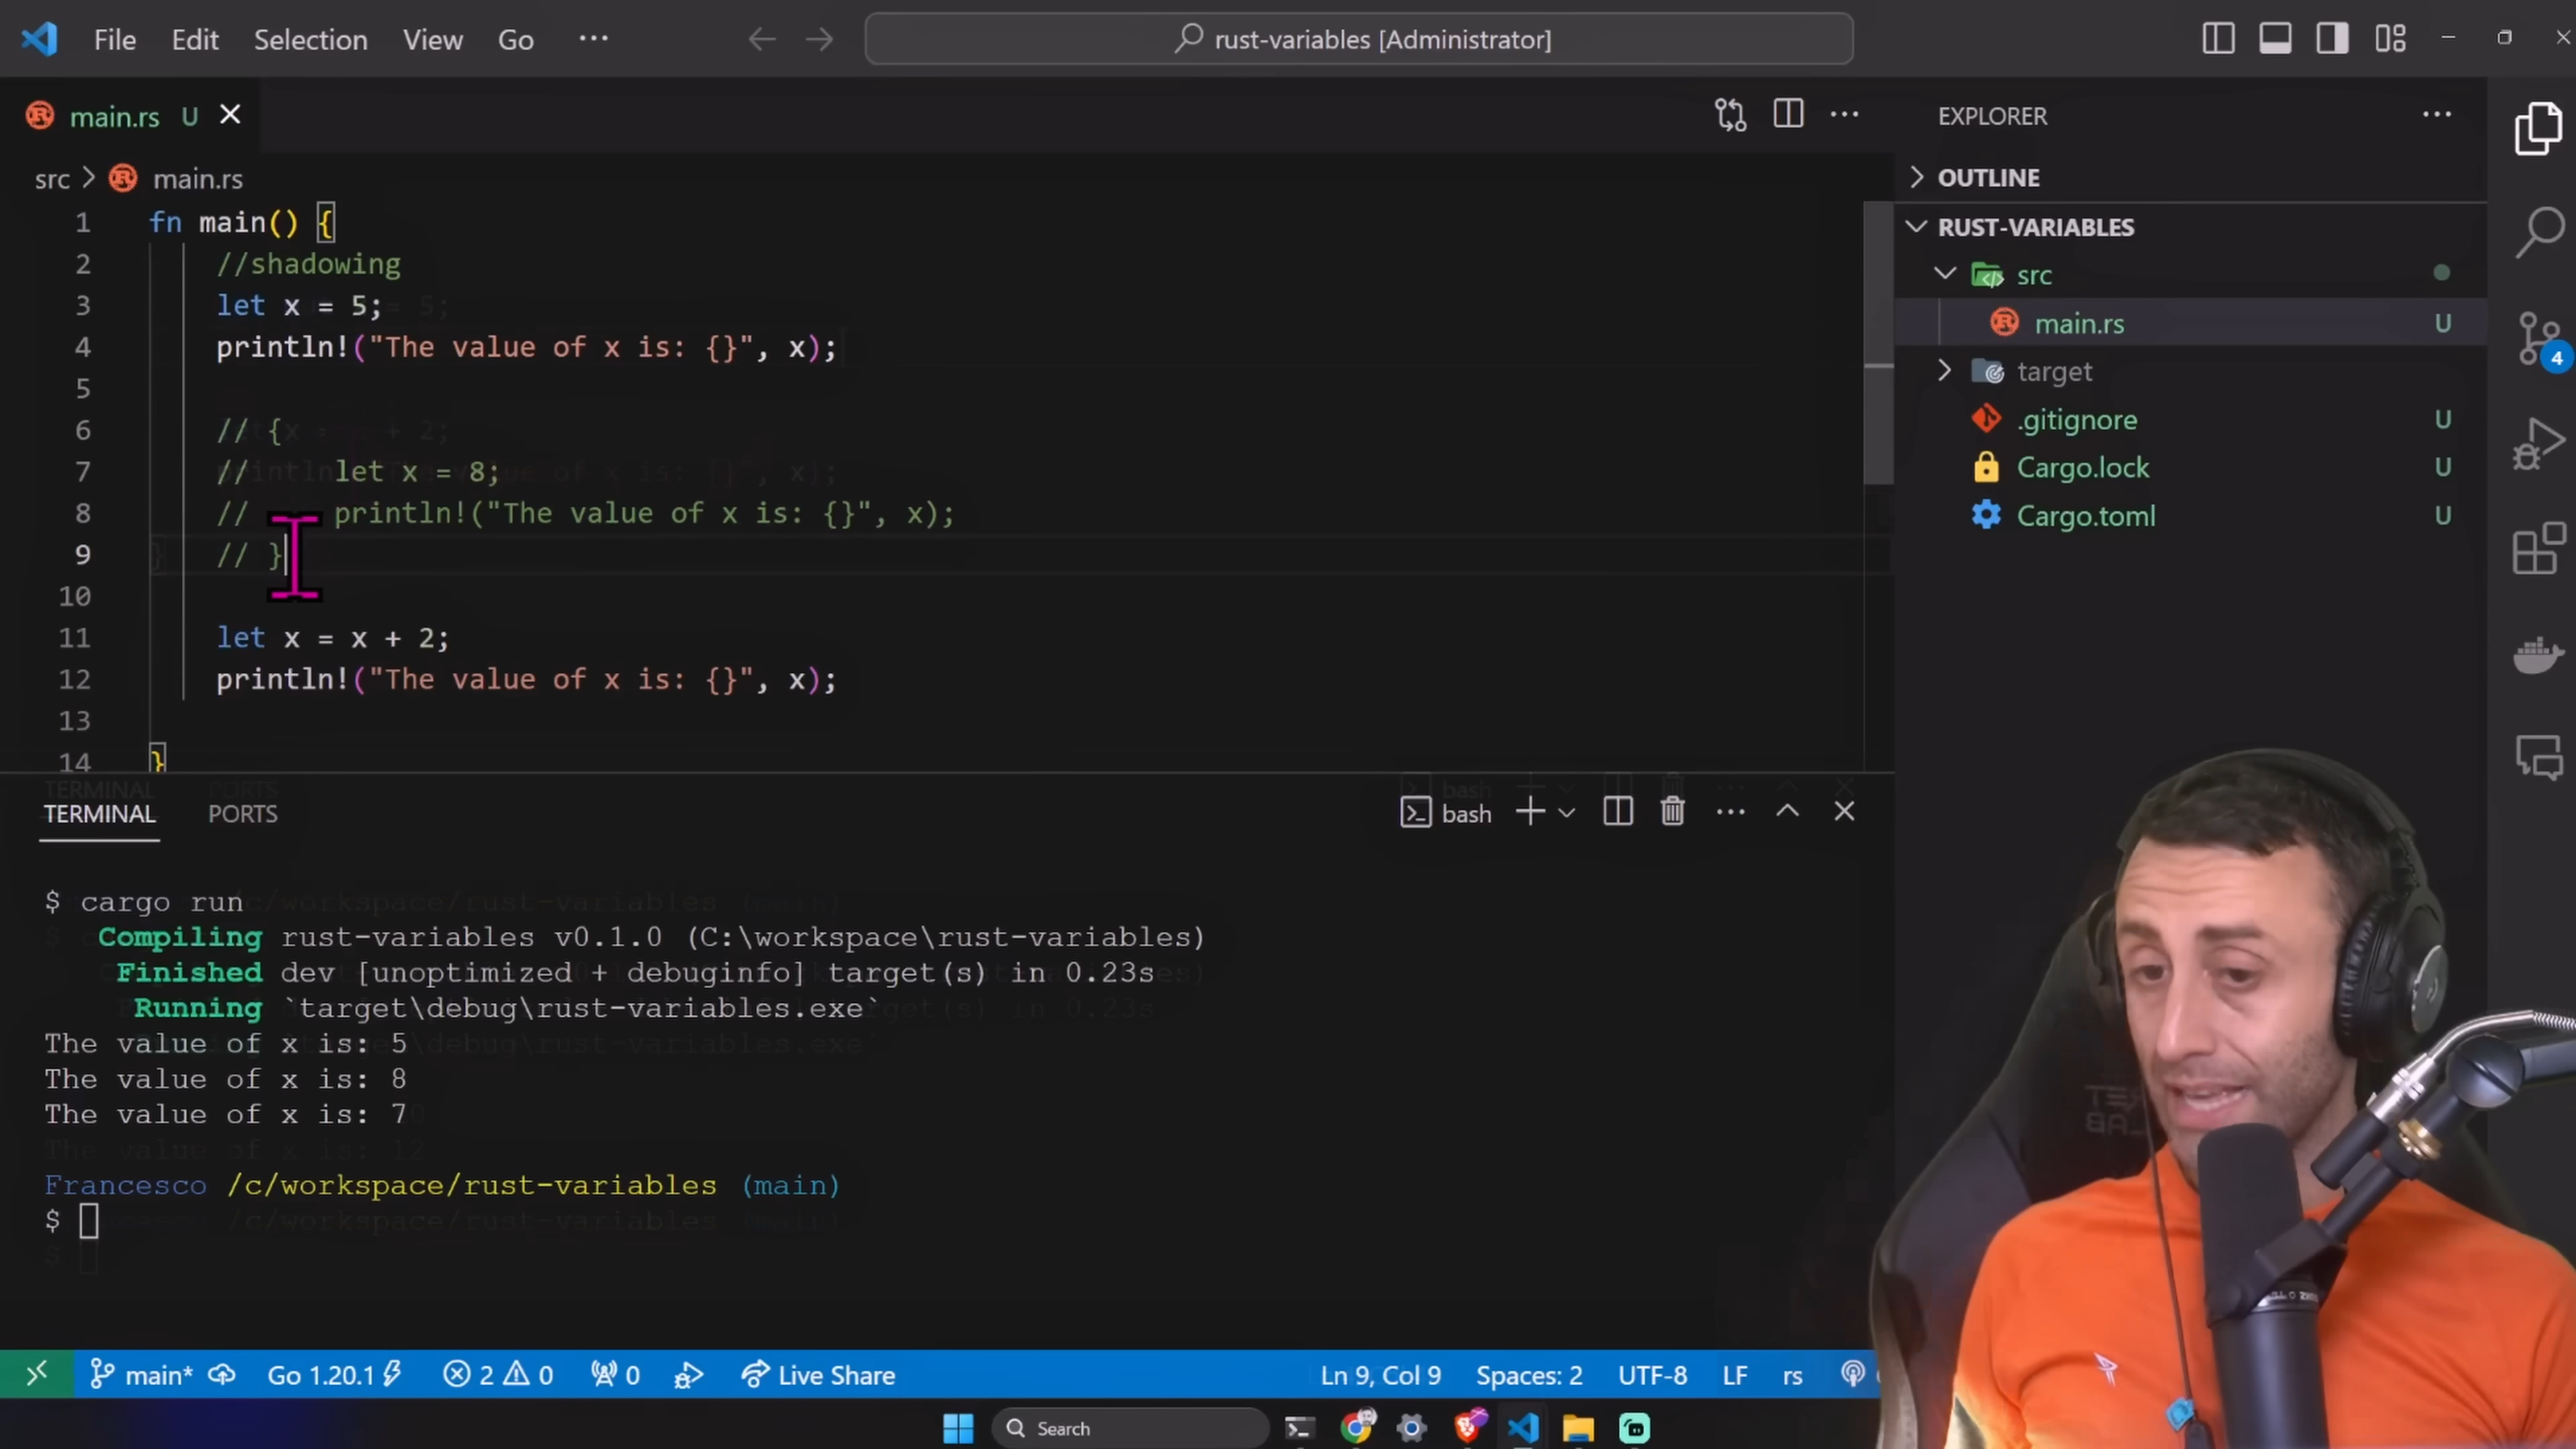 File Edit Selection View Go ··· rust-variables [Administrator]
main.rs U
EXPLORER
src > main.rs
OUTLINE
RUST-VARIABLES
src
main.rs U
target
.gitignore U
Cargo.lock U
Cargo.toml U
4
1 fn main() {
2 //shadowing
3 let x = 5;
4 println!("The value of x is: {}", x);
5
6 // {
7 //     let x = 8;
8 //     println!("The value of x is: {}", x);
9 // }
10
11 let x = x + 2;
12 println!("The value of x is: {}", x);
13
14 }
TERMINAL PORTS bash
$ cargo run
Compiling rust-variables v0.1.0 (C:\workspace\rust-variables)
Finished dev [unoptimized + debuginfo] target(s) in 0.23s
Running `target\debug\rust-variables.exe`
The value of x is: 5
The value of x is: 8
The value of x is: 7
Francesco /c/workspace/rust-variables (main)
$
main* Go 1.20.1 2 0 0 Live Share Ln 9, Col 9 Spaces: 2 UTF-8 LF rs
Search